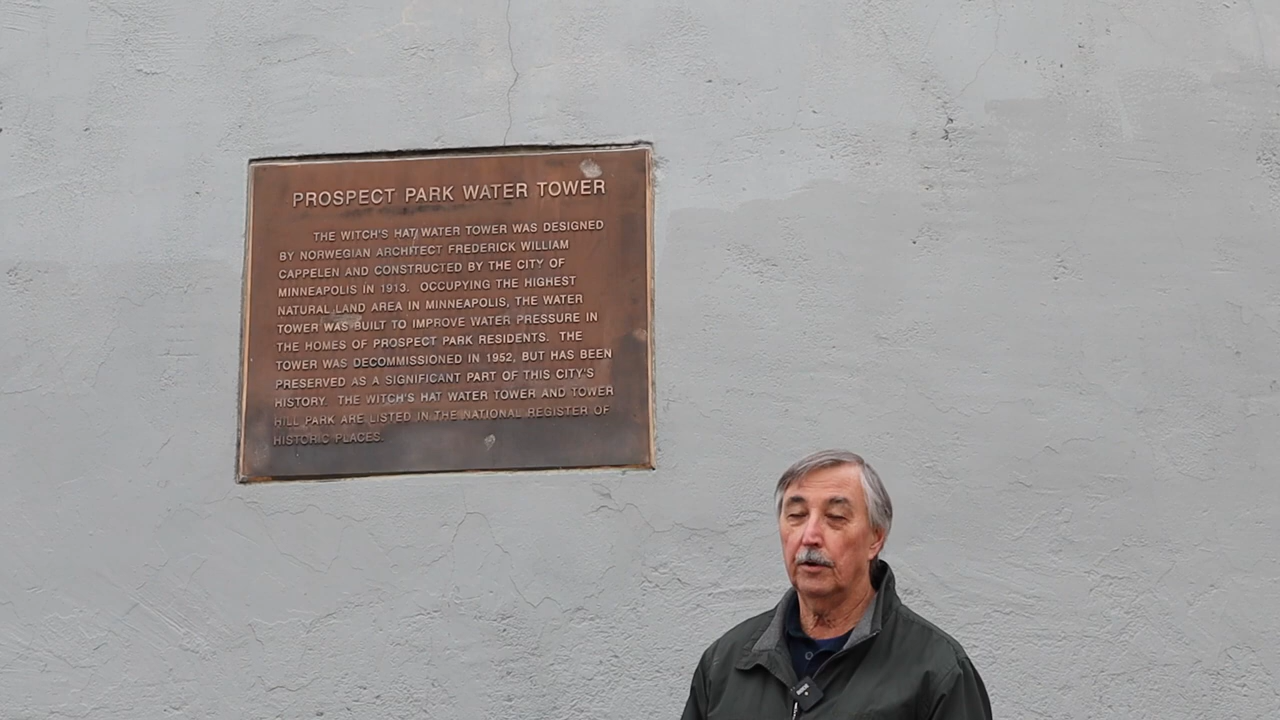 PROSPECT PARK WATER TOWER
THE WITCH'S HAT WATER TOWER WAS DESIGNED
BY NORWEGIAN ARCHITECT FREDERICK WILLIAM
CAPPELEN AND CONSTRUCTED BY THE CITY OF
MINNEAPOLIS IN 1913. OCCUPYING THE HIGHEST
NATURAL LAND AREA IN MINNEAPOLIS, THE WATER
TOWER WAS BUILT TO IMPROVE WATER PRESSURE IN
THE HOMES OF PROSPECT PARK RESIDENTS. THE
TOWER WAS DECOMMISSIONED IN 1952, BUT HAS BEEN
PRESERVED AS A SIGNIFICANT PART OF THIS CITY'S
HISTORY. THE WITCH'S HAT WATER TOWER AND TOWER
HILL PARK ARE LISTED IN THE NATIONAL REGISTER OF
HISTORIC PLACES.